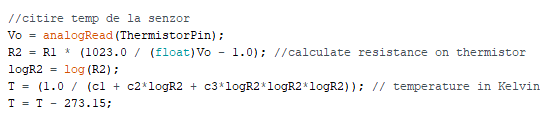 //citire temp de la senzor
Vo = analogRead(ThermistorPin);
R2 = R1 * (1023.0 / (float)Vo - 1.0); //calculate resistance on thermistor
logR2 = log(R2);
T = (1.0 / (c1 + c2*logR2 + c3*logR2*logR2*logR2)); // temperature in Kelvin
T = T - 273.15;